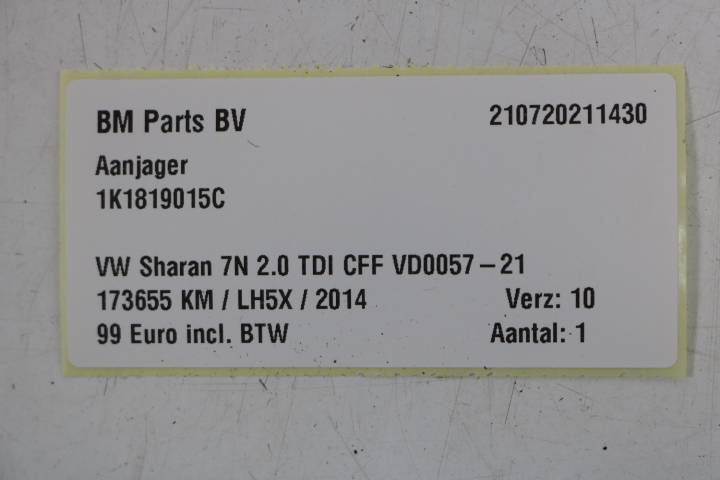 BM Parts BV 210720211430
Aanjager
1K1819015C
VW Sharan 7N 2.0 TDI CFF VD0057-21
173655 KM / LH5X / 2014 Verz: 10
99 Euro incl. BTW Aantal: 1